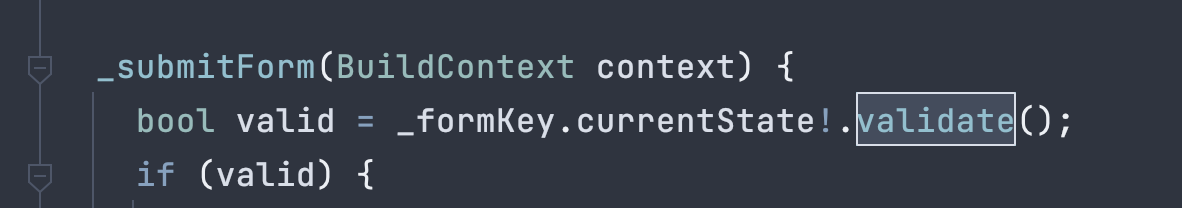 _submitForm(BuildContext context) {
bool valid = _formKey.currentState!.validate();
if (valid) {